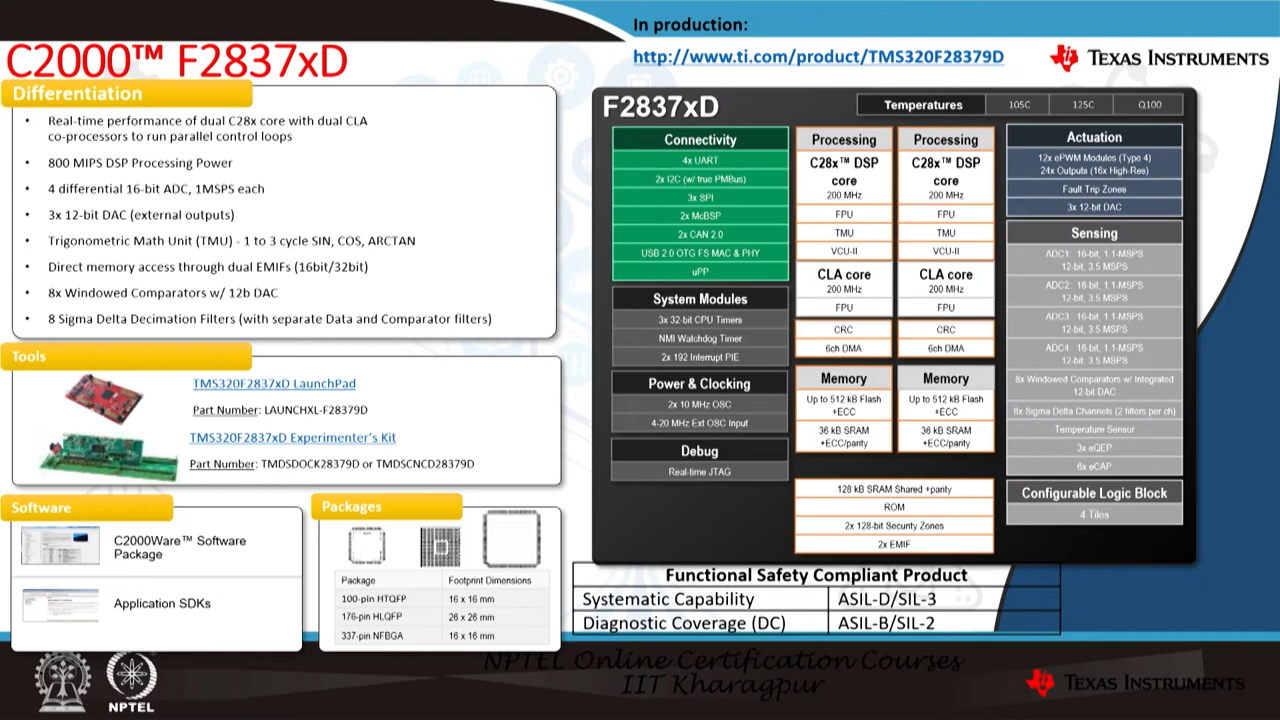 In production:
C2000™ F2837xD
http://www.ti.com/product/TMS320F28379D
TEXAS INSTRUMENTS
Differentiation
• Real-time performance of dual C28x core with dual CLA
co-processors to run parallel control loops
• 800 MIPS DSP Processing Power
• 4 differential 16-bit ADC, 1MSPS each
• 3x 12-bit DAC (external outputs)
• Trigonometric Math Unit (TMU) - 1 to 3 cycle SIN, COS, ARCTAN
• Direct memory access through dual EMIFs (16bit/32bit)
• 8x Windowed Comparators w/ 12b DAC
• 8 Sigma Delta Decimation Filters (with separate Data and Comparator filters)
Tools
TMS320F2837xD LaunchPad
Part Number: LAUNCHXL-F28379D
TMS320F2837xD Experimenter's Kit
Part Number: TMDSDOCK28379D or TMDSCNCD28379D
Software
C2000Ware™ Software
Package
Application SDKs
Packages
Package Footprint Dimensions
100-pin HTQFP 16 x 16 mm
176-pin HLQFP 26 x 26 mm
337-pin NFBGA 16 x 16 mm
F2837xD
Temperatures 105C 125C Q100
Connectivity
4x UART
2x I2C (w/ true PMBus)
3x SPI
2x McBSP
2x CAN 2.0
USB 2.0 OTG FS MAC & PHY
uPP
System Modules
3x 32-bit CPU Timers
NMI Watchdog Timer
2x 192 Interrupt PIE
Power & Clocking
2x 10 MHz OSC
4-20 MHz Ext OSC Input
Debug
Real-time JTAG
Processing
C28x™ DSP
core
200 MHz
FPU
TMU
VCU-II
CLA core
200 MHz
FPU
CRC
6ch DMA
Memory
Up to 512 kB Flash
+ECC
36 kB SRAM
+ECC/parity
Processing
C28x™ DSP
core
200 MHz
FPU
TMU
VCU-II
CLA core
200 MHz
FPU
CRC
6ch DMA
Memory
Up to 512 kB Flash
+ECC
36 kB SRAM
+ECC/parity
128 kB SRAM Shared +parity
ROM
2x 128-bit Security Zones
2x EMIF
Actuation
12x ePWM Modules (Type 4)
24x Outputs (16x High-Res)
Fault Trip Zones
3x 12-bit DAC
Sensing
ADC1: 16-bit, 1.1-MSPS
12-bit, 3.5 MSPS
ADC2: 16-bit, 1.1-MSPS
12-bit, 3.5 MSPS
ADC3: 16-bit, 1.1-MSPS
12-bit, 3.5 MSPS
ADC4: 16-bit, 1.1-MSPS
12-bit, 3.5 MSPS
8x Windowed Comparators w/ Integrated
12-bit DAC
8x Sigma Delta Channels (2 filters per ch)
Temperature Sensor
3x eQEP
6x eCAP
Configurable Logic Block
4 Tiles
Functional Safety Compliant Product
Systematic Capability ASIL-D/SIL-3
Diagnostic Coverage (DC) ASIL-B/SIL-2
NPTEL Online Certification Courses
IIT Kharagpur
NPTEL
TEXAS INSTRUMENTS